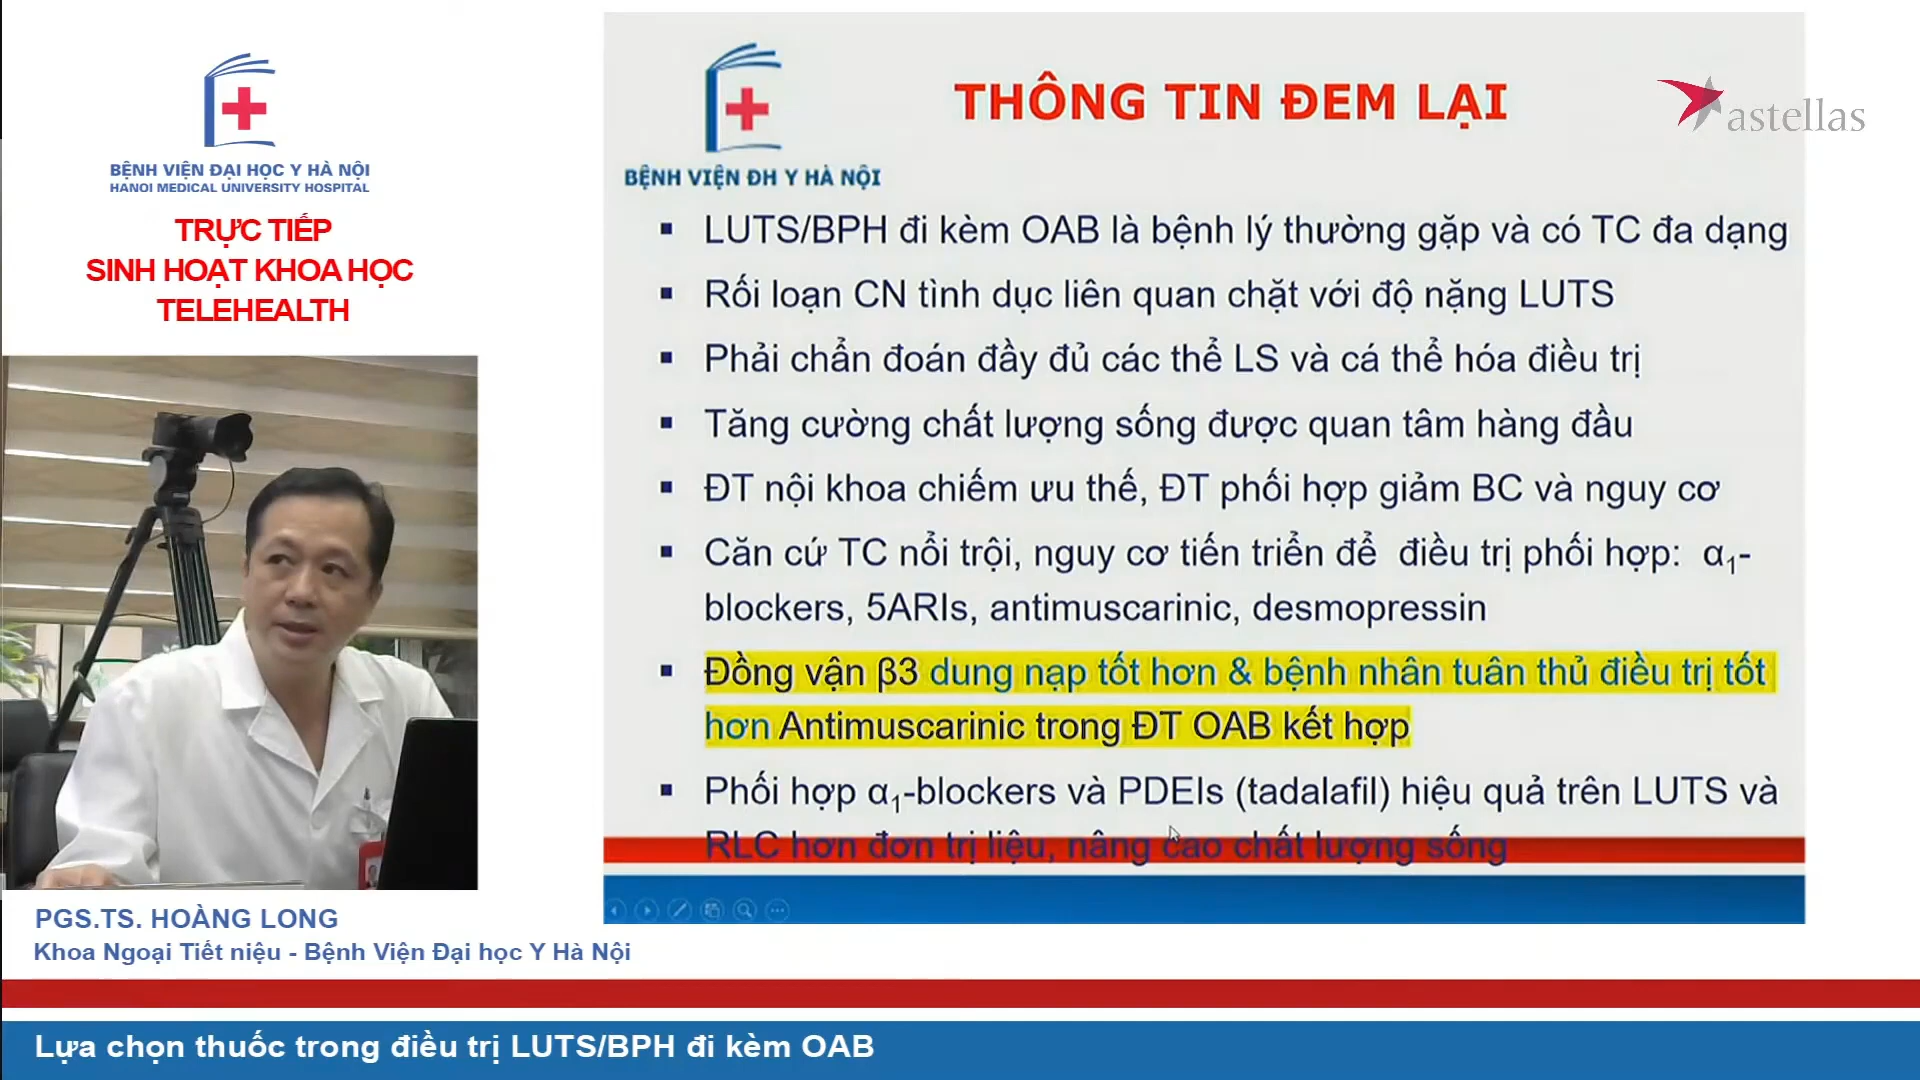 BỆNH VIỆN ĐẠI HỌC Y HÀ NỘI
HANOI MEDICAL UNIVERSITY HOSPITAL
TRỰC TIẾP
SINH HOẠT KHOA HỌC
TELEHEALTH
THÔNG TIN ĐEM LẠI
astellas
BỆNH VIỆN ĐH Y HÀ NỘI
▪ LUTS/BPH đi kèm OAB là bệnh lý thường gặp và có TC đa dạng
▪ Rối loạn CN tình dục liên quan chặt với độ nặng LUTS
▪ Phải chẩn đoán đầy đủ các thể LS và cá thể hóa điều trị
▪ Tăng cường chất lượng sống được quan tâm hàng đầu
▪ ĐT nội khoa chiếm ưu thế, ĐT phối hợp giảm BC và nguy cơ
▪ Căn cứ TC nổi trội, nguy cơ tiến triển để điều trị phối hợp: α₁-
blockers, 5ARIs, antimuscarinic, desmopressin
▪ Đồng vận β3 dung nạp tốt hơn & bệnh nhân tuân thủ điều trị tốt
hơn Antimuscarinic trong ĐT OAB kết hợp
▪ Phối hợp α₁-blockers và PDEIs (tadalafil) hiệu quả trên LUTS và
RLC hơn đơn trị liệu, nâng cao chất lượng sống
PGS.TS. HOÀNG LONG
Khoa Ngoại Tiết niệu - Bệnh Viện Đại học Y Hà Nội
Lựa chọn thuốc trong điều trị LUTS/BPH đi kèm OAB